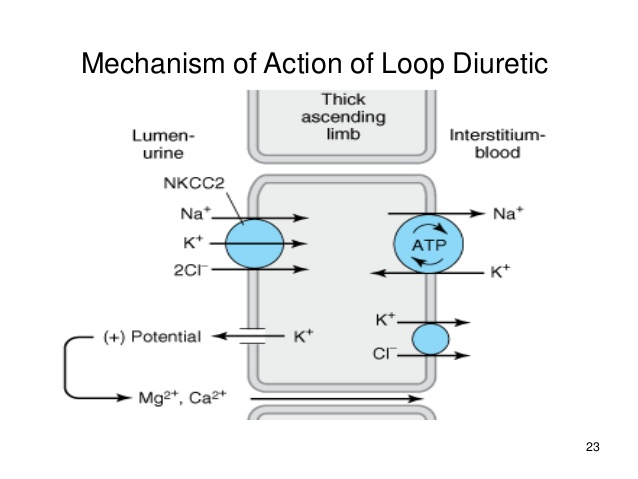 Mechanism of Action of Loop Diuretic
Thick
ascending
limb
Lumen-
urine
Interstitium-
blood
NKCC2
Na⁺
K⁺
2Cl⁻
ATP
Na⁺
K⁺
K⁺
Cl⁻
(+) Potential
K⁺
Mg²⁺, Ca²⁺
23